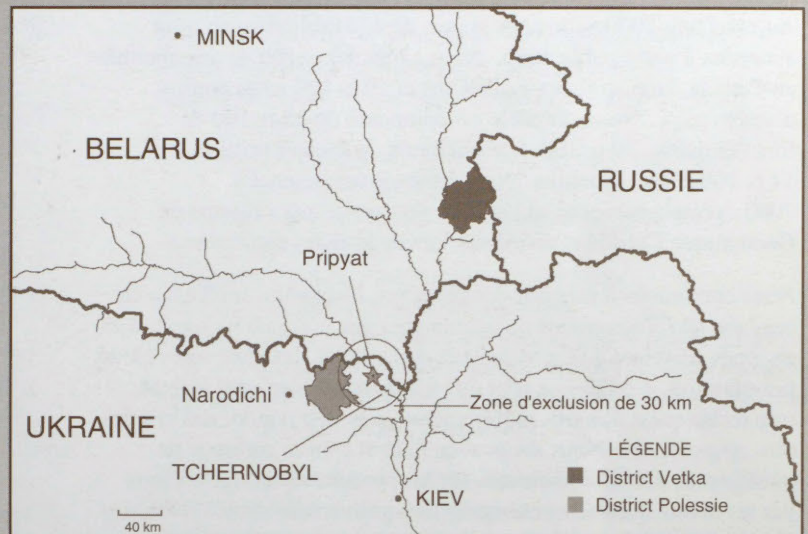 MINSK
BELARUS
RUSSIE
Pripyat
Narodichi
Zone d'exclusion de 30 km
UKRAINE
TCHERNOBYL
KIEV
LÉGENDE
District Vetka
District Polessie
40 km